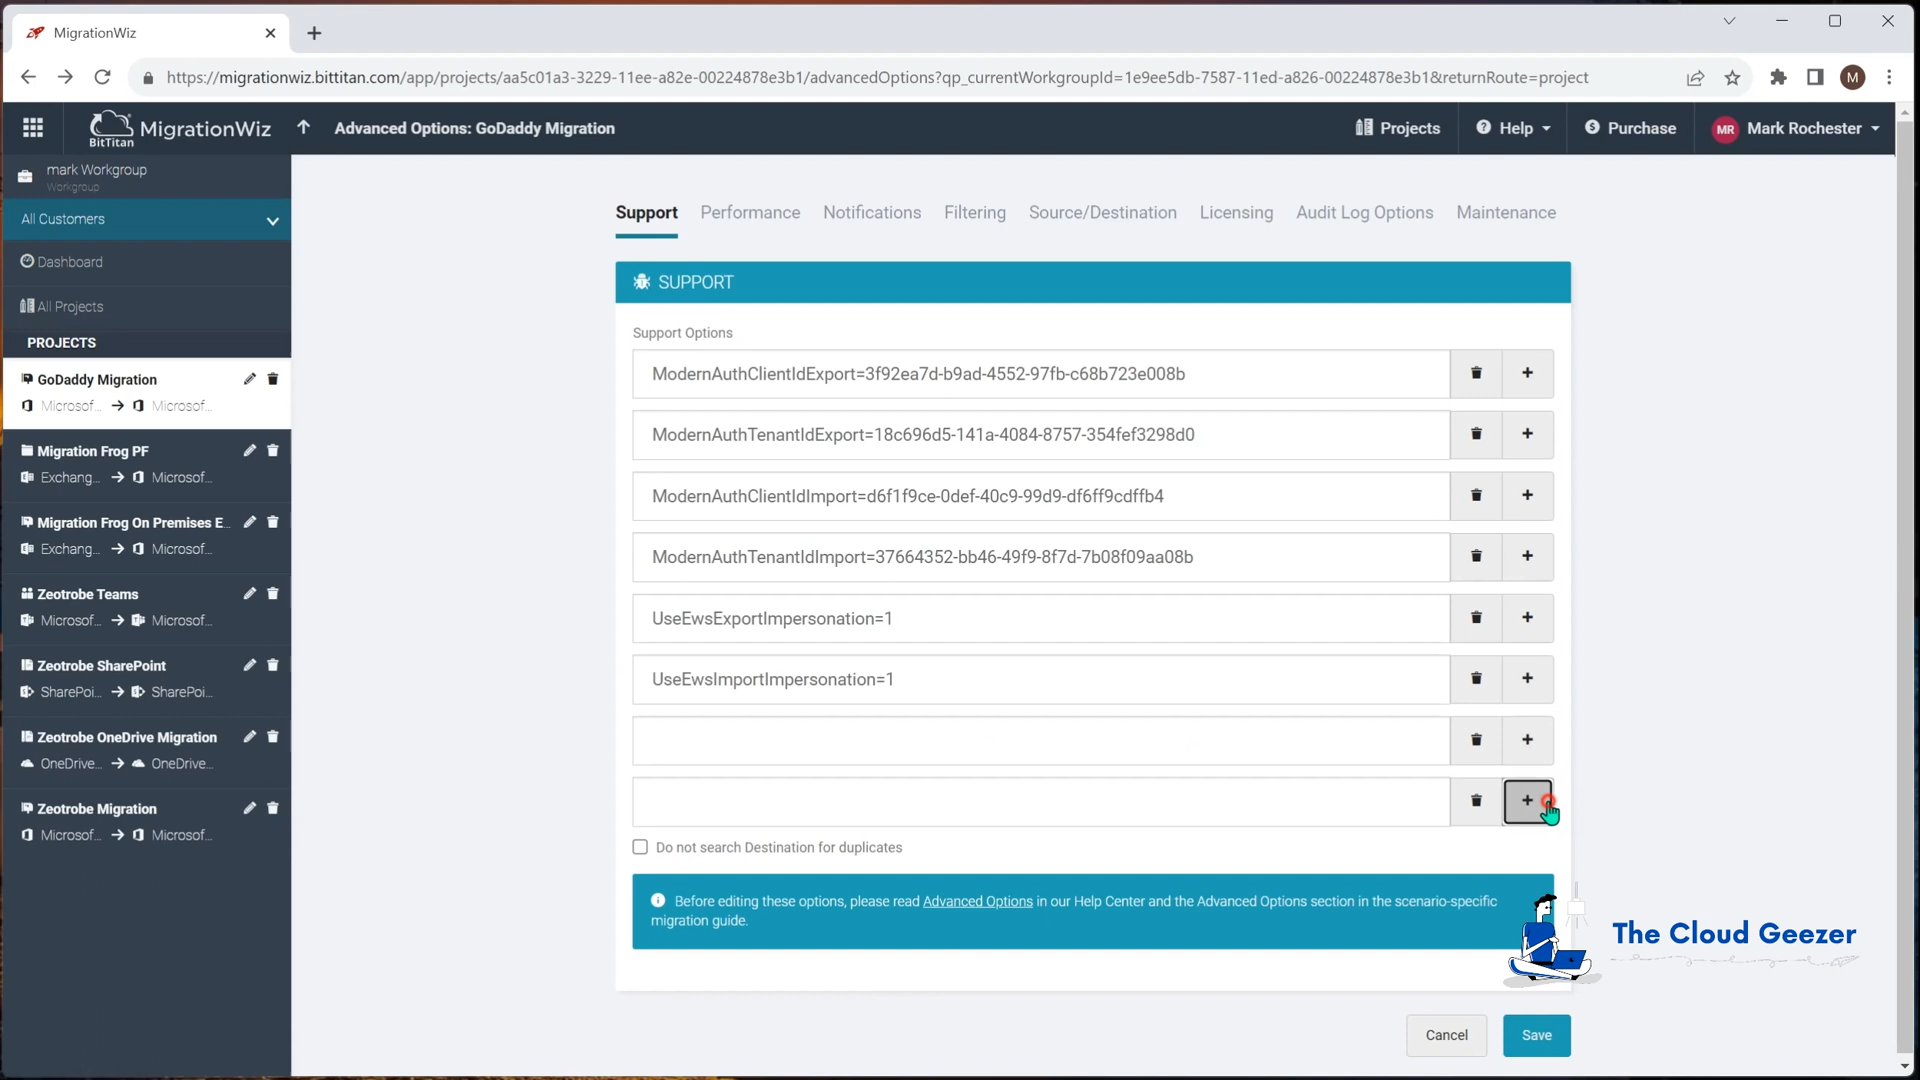 MigrationWiz
https://migrationwiz.bittitan.com/app/projects/aa5c01a3-3229-11ee-a82e-00224878e3b1/advancedOptions?qp_currentWorkgroupId=1e9ee5db-7587-11ed-a826-00224878e3b1&returnRoute=project
M
BitTitan
MigrationWiz
Advanced Options: GoDaddy Migration
Projects
Help
Purchase
MR
Mark Rochester
mark Workgroup
Workgroup
All Customers
Dashboard
All Projects
PROJECTS
GoDaddy Migration
Microsof... Microsof...
Migration Frog PF
Exchang... Microsof...
Migration Frog On Premises E...
Exchang... Microsof...
Zeotrobe Teams
Microsof... Microsof...
Zeotrobe SharePoint
SharePoi... SharePoi...
Zeotrobe OneDrive Migration
OneDrive... OneDrive...
Zeotrobe Migration
Microsof... Microsof...
Support Performance Notifications Filtering Source/Destination Licensing Audit Log Options Maintenance
SUPPORT
Support Options
ModernAuthClientIdExport=3f92ea7d-b9ad-4552-97fb-c68b723e008b
ModernAuthTenantIdExport=18c696d5-141a-4084-8757-354fef3298d0
ModernAuthClientIdImport=d6f1f9ce-0def-40c9-99d9-df6ff9cdffb4
ModernAuthTenantIdImport=37664352-bb46-49f9-8f7d-7b08f09aa08b
UseEwsExportImpersonation=1
UseEwsImportImpersonation=1
Do not search Destination for duplicates
Before editing these options, please read Advanced Options in our Help Center and the Advanced Options section in the scenario-specific
migration guide.
The Cloud Geezer
Cancel
Save